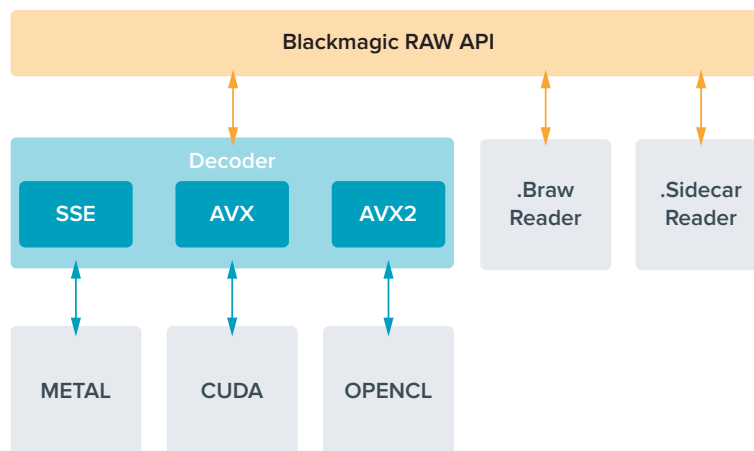 Blackmagic RAW API
Decoder
SSE
AVX
AVX2
.Braw
Reader
.Sidecar
Reader
METAL
CUDA
OPENCL